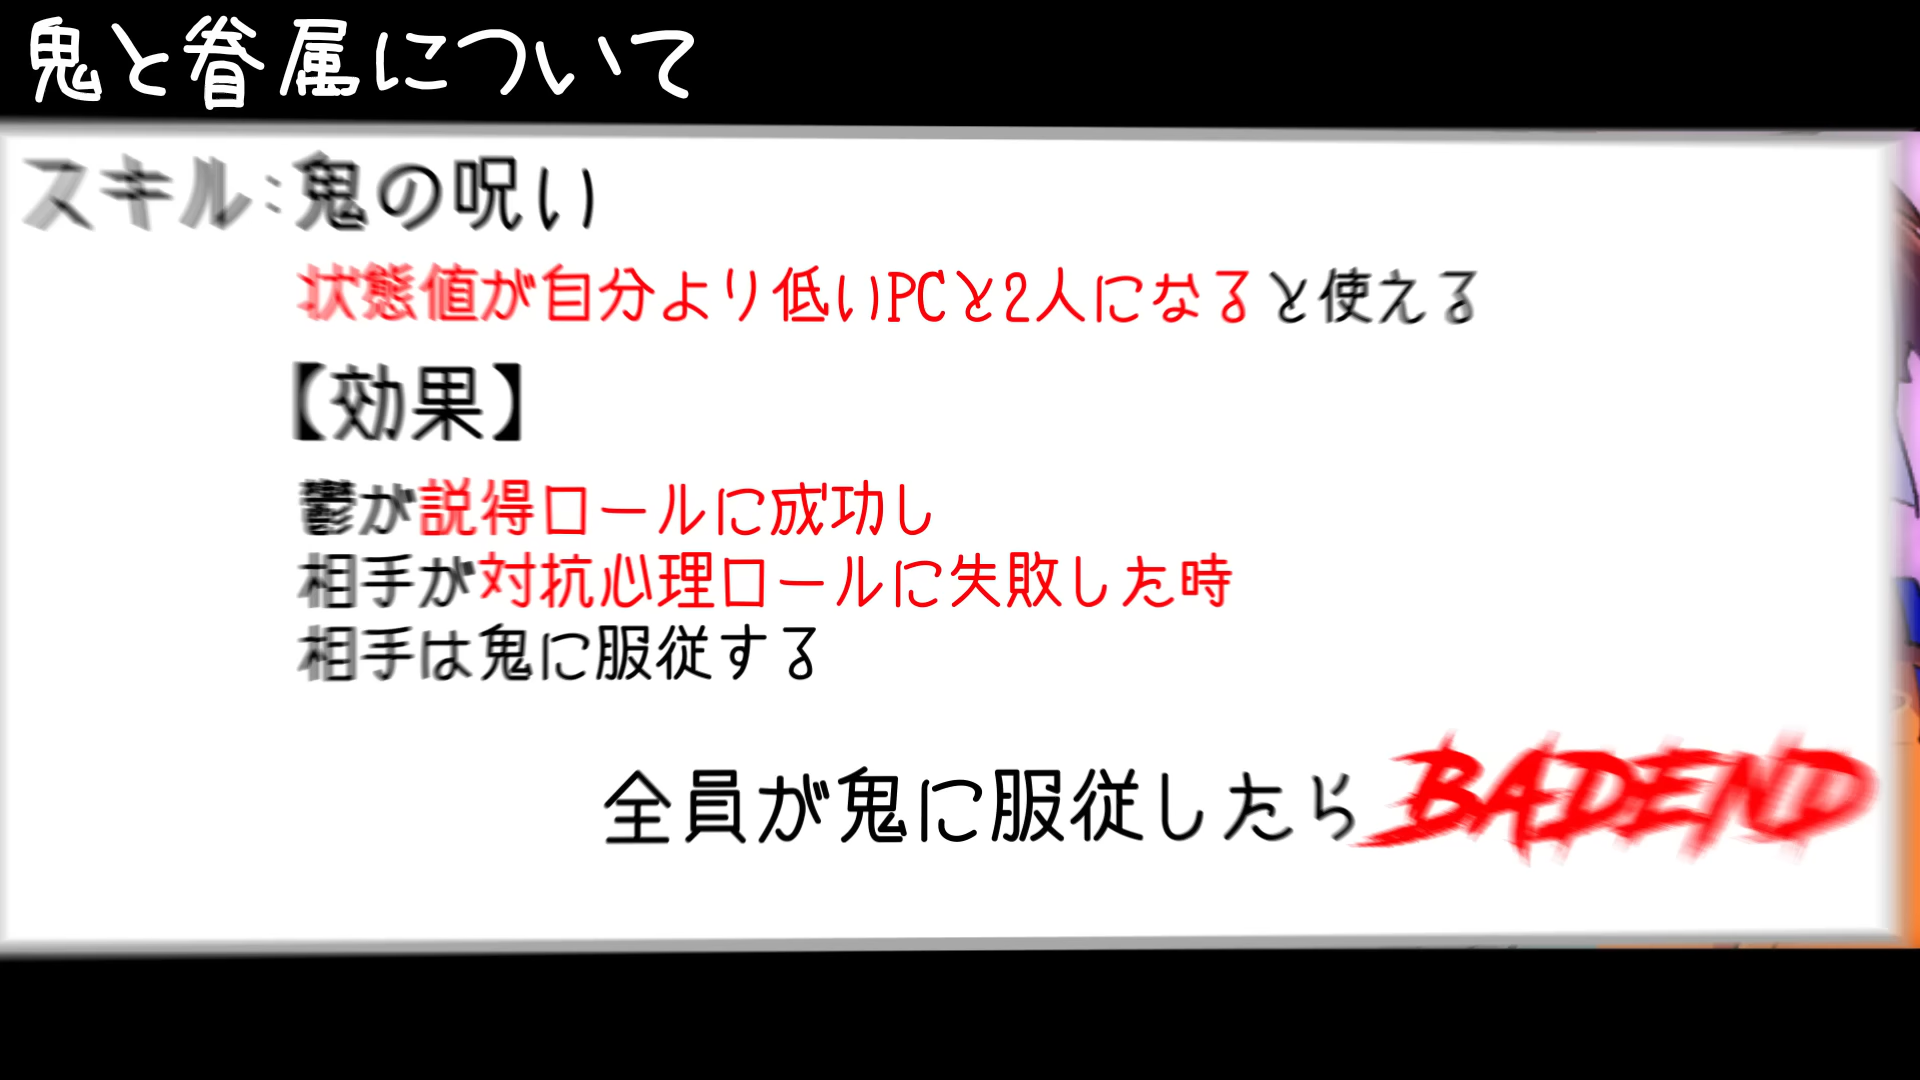 鬼と眷属について
スキル:鬼の呪い
状態値が自分より低いPCと2人になると使える
【効果】
鬱が説得ロールに成功し
相手が対抗心理ロールに失敗した時
相手は鬼に服従する
全員が鬼に服従したらBADEND